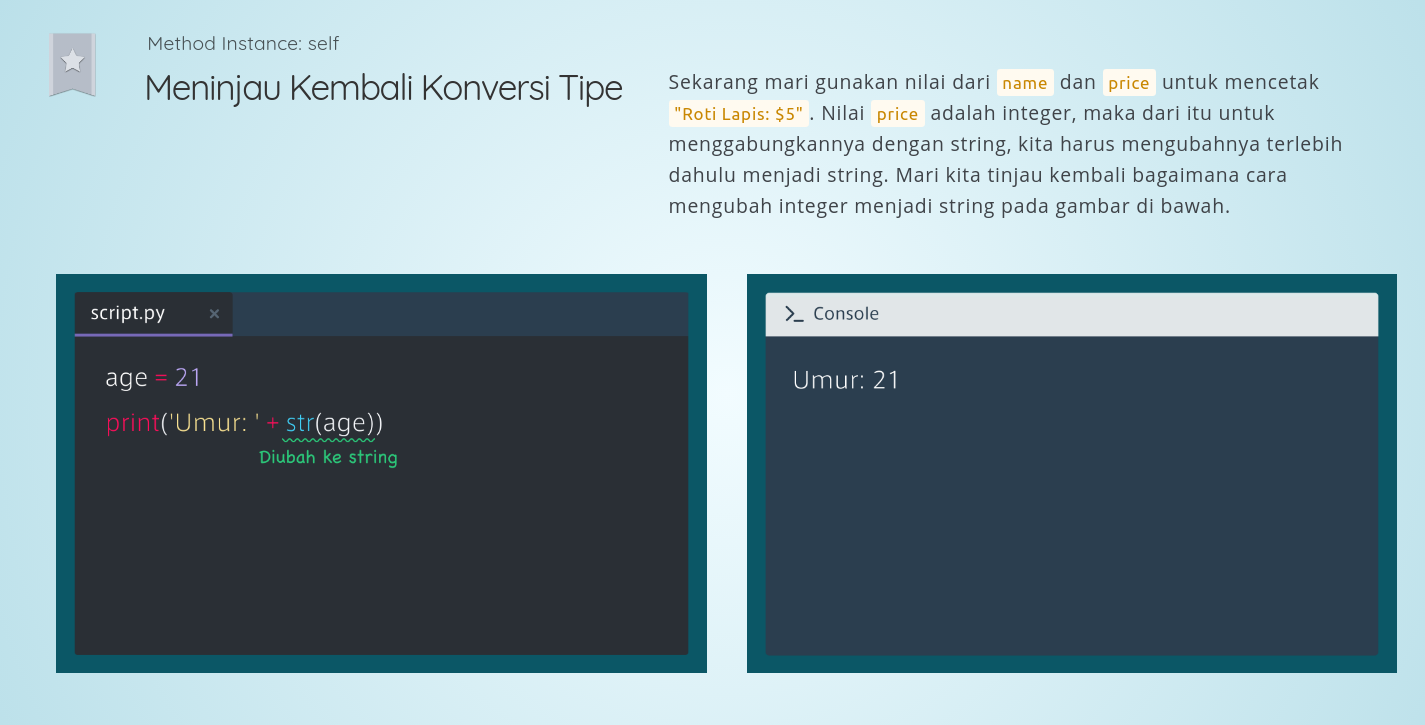 Method Instance: self
Meninjau Kembali Konversi Tipe
Sekarang mari gunakan nilai dari name dan price untuk mencetak
"Roti Lapis: $5". Nilai price adalah integer, maka dari itu untuk
menggabungkannya dengan string, kita harus mengubahnya terlebih
dahulu menjadi string. Mari kita tinjau kembali bagaimana cara
mengubah integer menjadi string pada gambar di bawah.
script.py ×
age = 21
print('Umur: ' + str(age))
Diubah ke string
>_ Console
Umur: 21